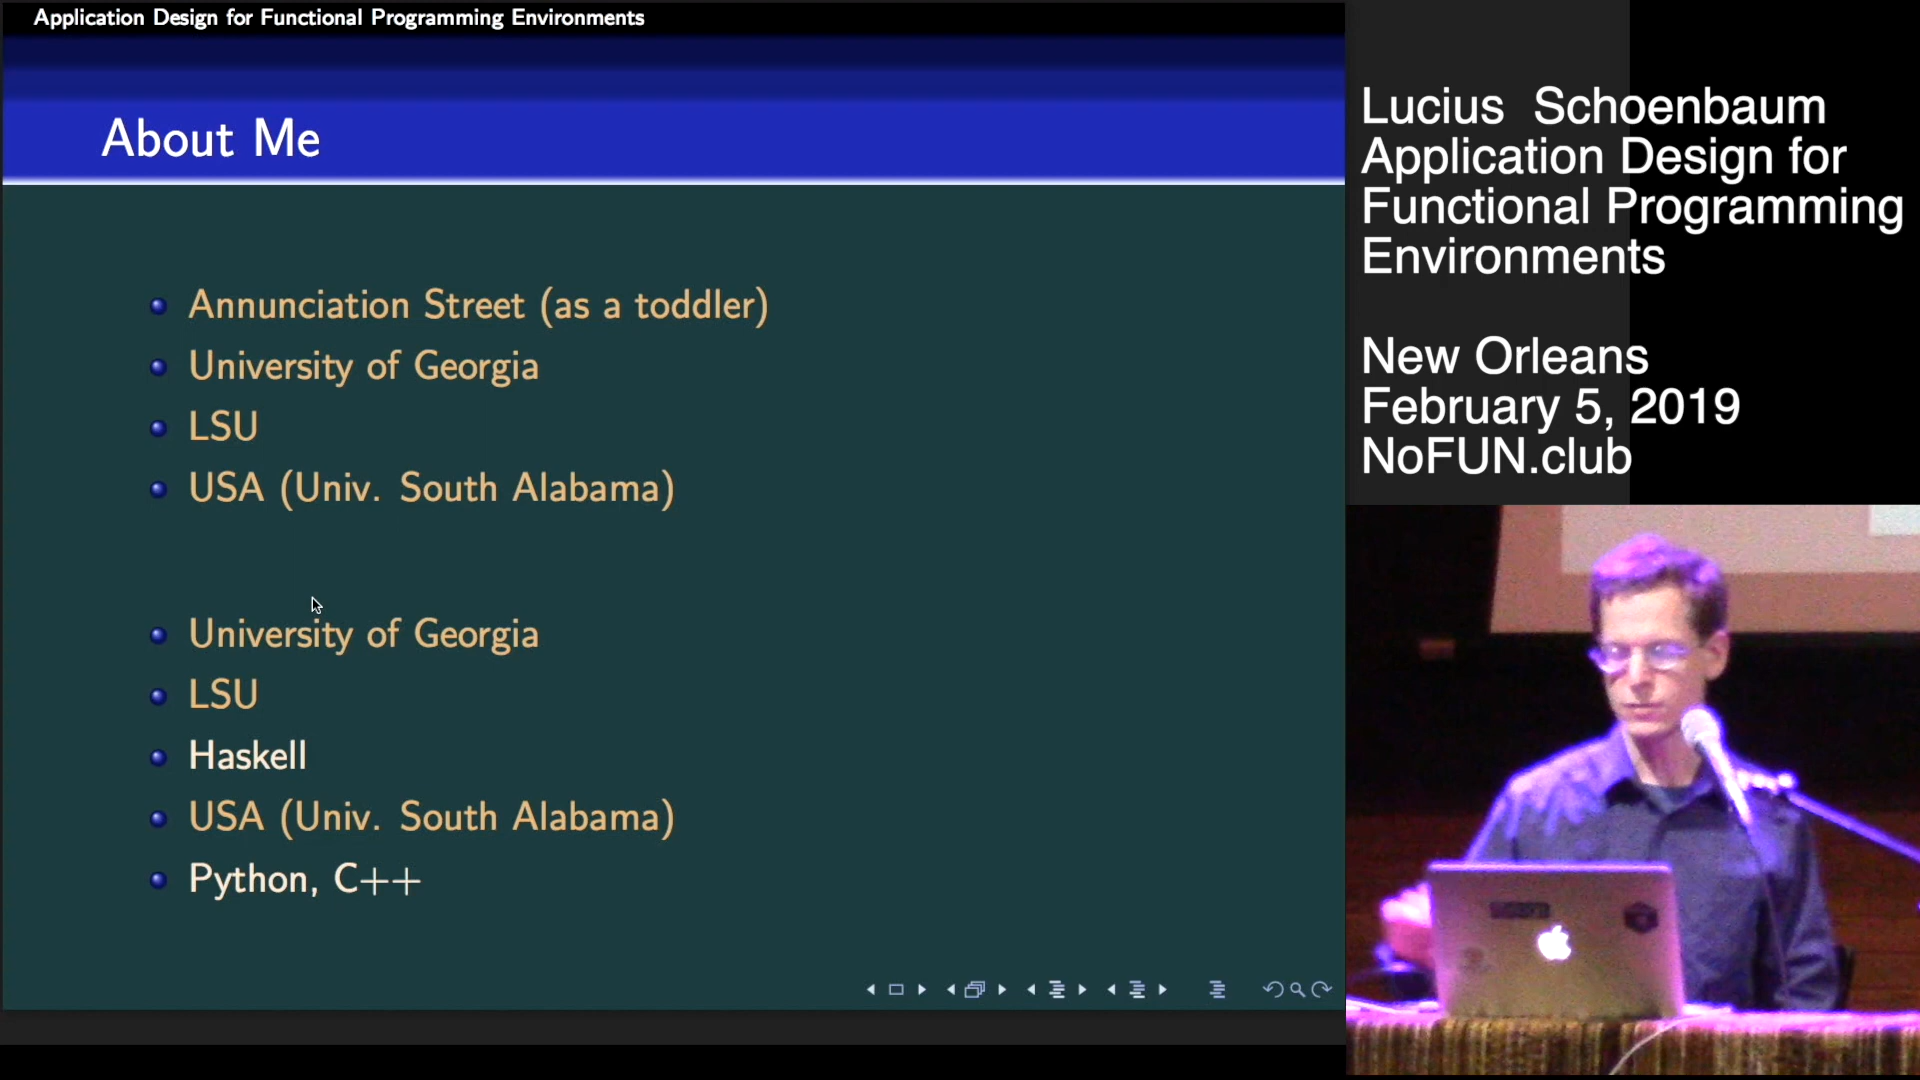 Application Design for Functional Programming Environments
About Me
Annunciation Street (as a toddler)
University of Georgia
LSU
USA (Univ. South Alabama)
University of Georgia
LSU
Haskell
USA (Univ. South Alabama)
Python, C++
Lucius Schoenbaum
Application Design for
Functional Programming
Environments
New Orleans
February 5, 2019
NoFUN.club